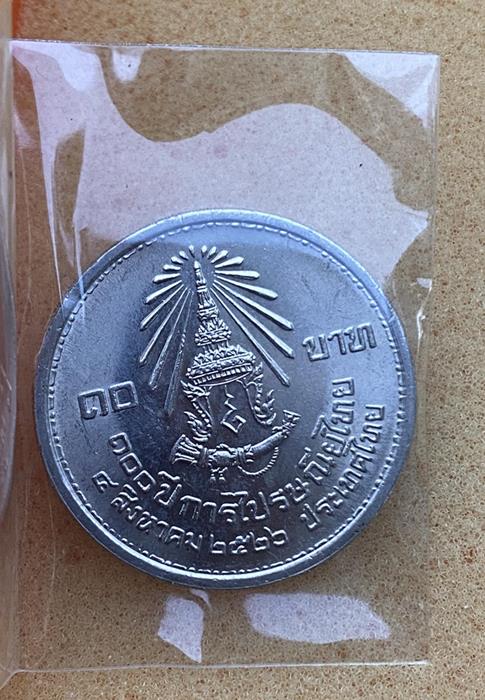 ๑๐ บาท
๑๐๐ ปี การไปรษณีย์ไทย
๔ สิงหาคม ๒๕๒๖ ประเทศไทย